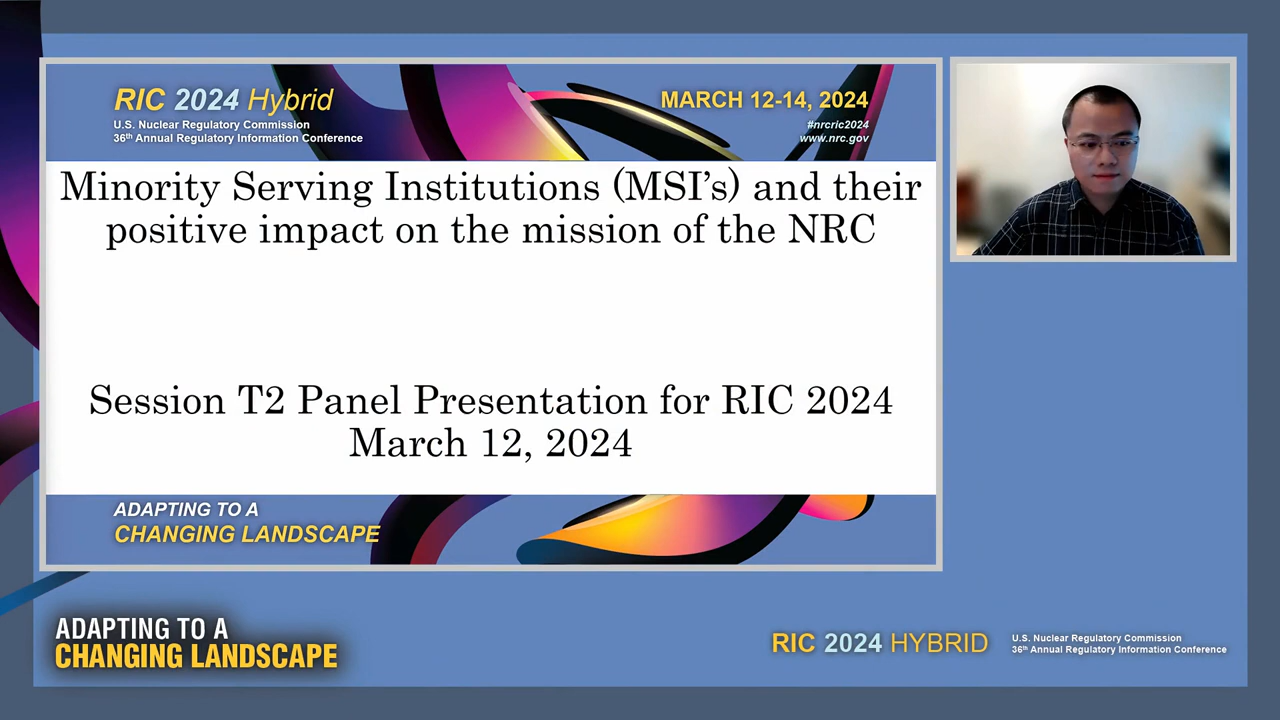 RIC 2024 Hybrid
U.S. Nuclear Regulatory Commission
36th Annual Regulatory Information Conference
MARCH 12-14, 2024
#nrcric2024
www.nrc.gov
Minority Serving Institutions (MSI’s) and their
positive impact on the mission of the NRC
Session T2 Panel Presentation for RIC 2024
March 12, 2024
ADAPTING TO A
CHANGING LANDSCAPE
ADAPTING TO A
CHANGING LANDSCAPE
RIC 2024 HYBRID
U.S. Nuclear Regulatory Commission
36th Annual Regulatory Information Conference